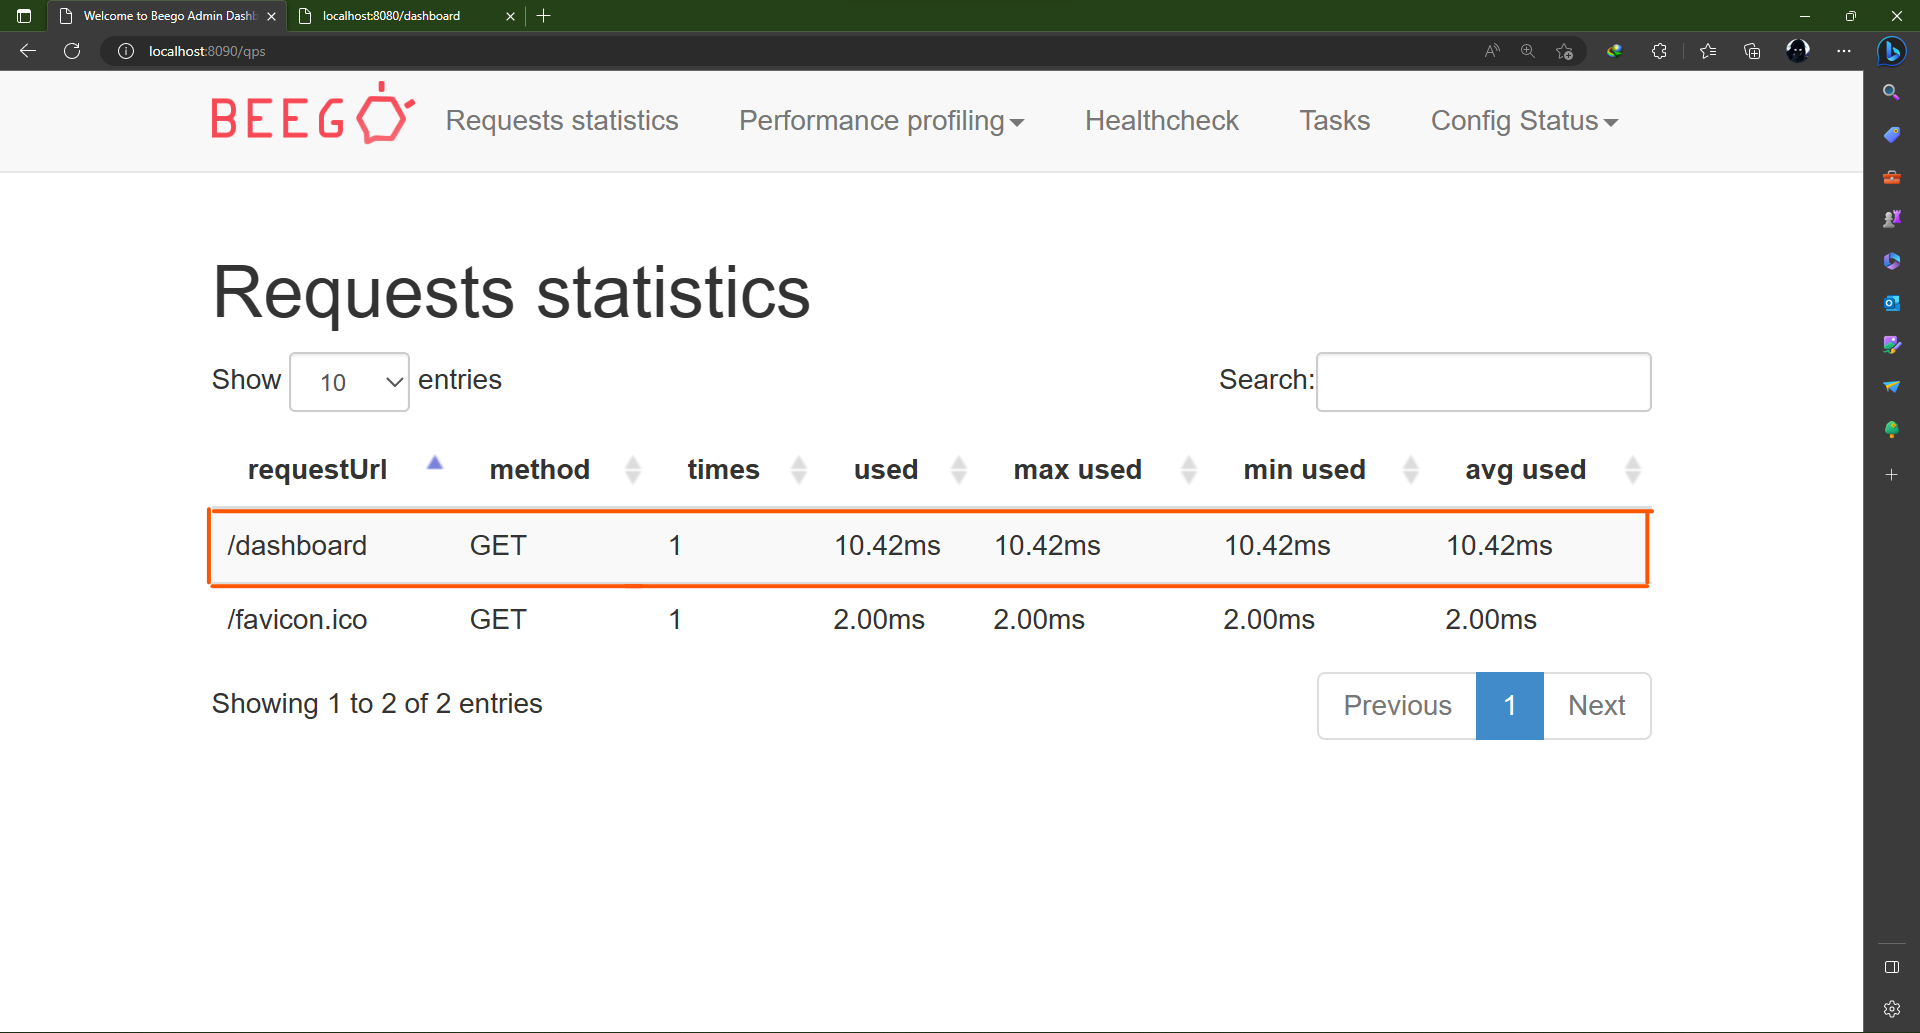 Welcome to Beego Admin Dashb
localhost:8080/dashboard
localhost:8090/qps
BEEGO
Requests statistics
Performance profiling
Healthcheck
Tasks
Config Status
Requests statistics
Show 10 entries
Search:
requestUrl method times used max used min used avg used
/dashboard GET 1 10.42ms 10.42ms 10.42ms 10.42ms
/favicon.ico GET 1 2.00ms 2.00ms 2.00ms 2.00ms
Showing 1 to 2 of 2 entries
Previous 1 Next